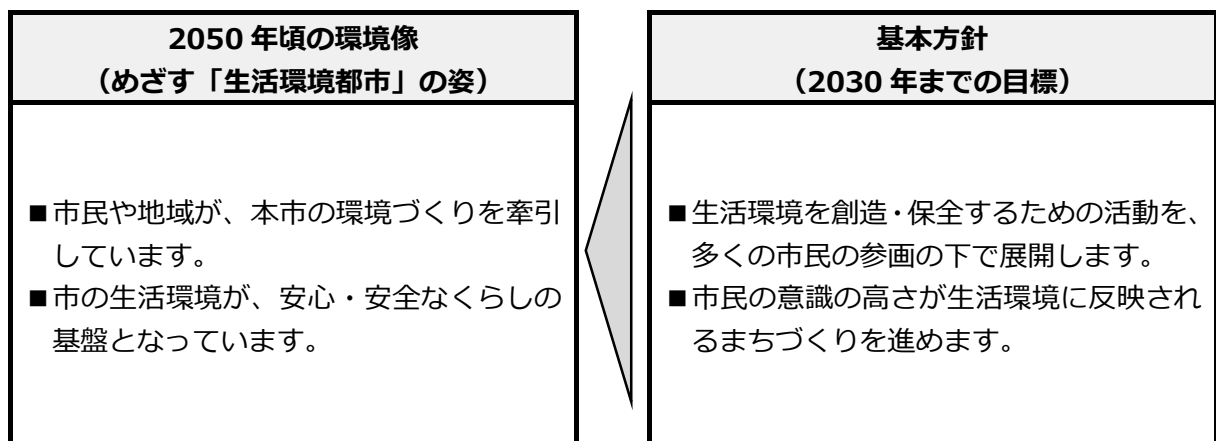 2050 年頃の環境像
(めざす「生活環境都市」の姿)
■市民や地域が、本市の環境づくりを牽引
しています。
■市の生活環境が、安心・安全なくらしの
基盤となっています。
基本方針
(2030 年までの目標)
■生活環境を創造・保全するための活動を、
多くの市民の参画の下で展開します。
■市民の意識の高さが生活環境に反映され
るまちづくりを進めます。